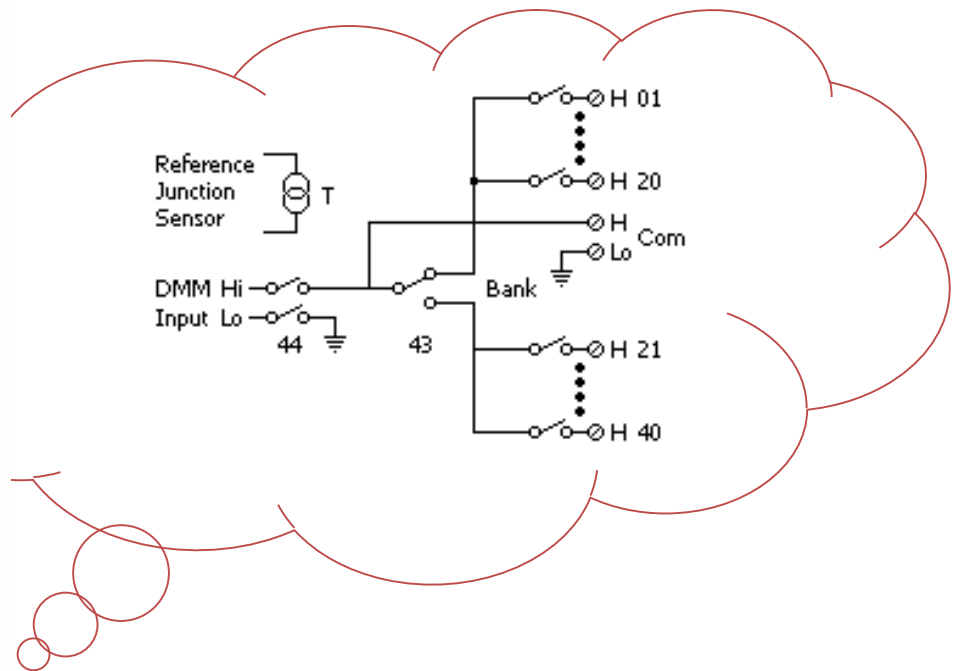 H 01
Reference
Junction
Sensor
T
H 20
H
Lo
Com
DMM Hi
Input Lo
44
43
Bank
H 21
H 40